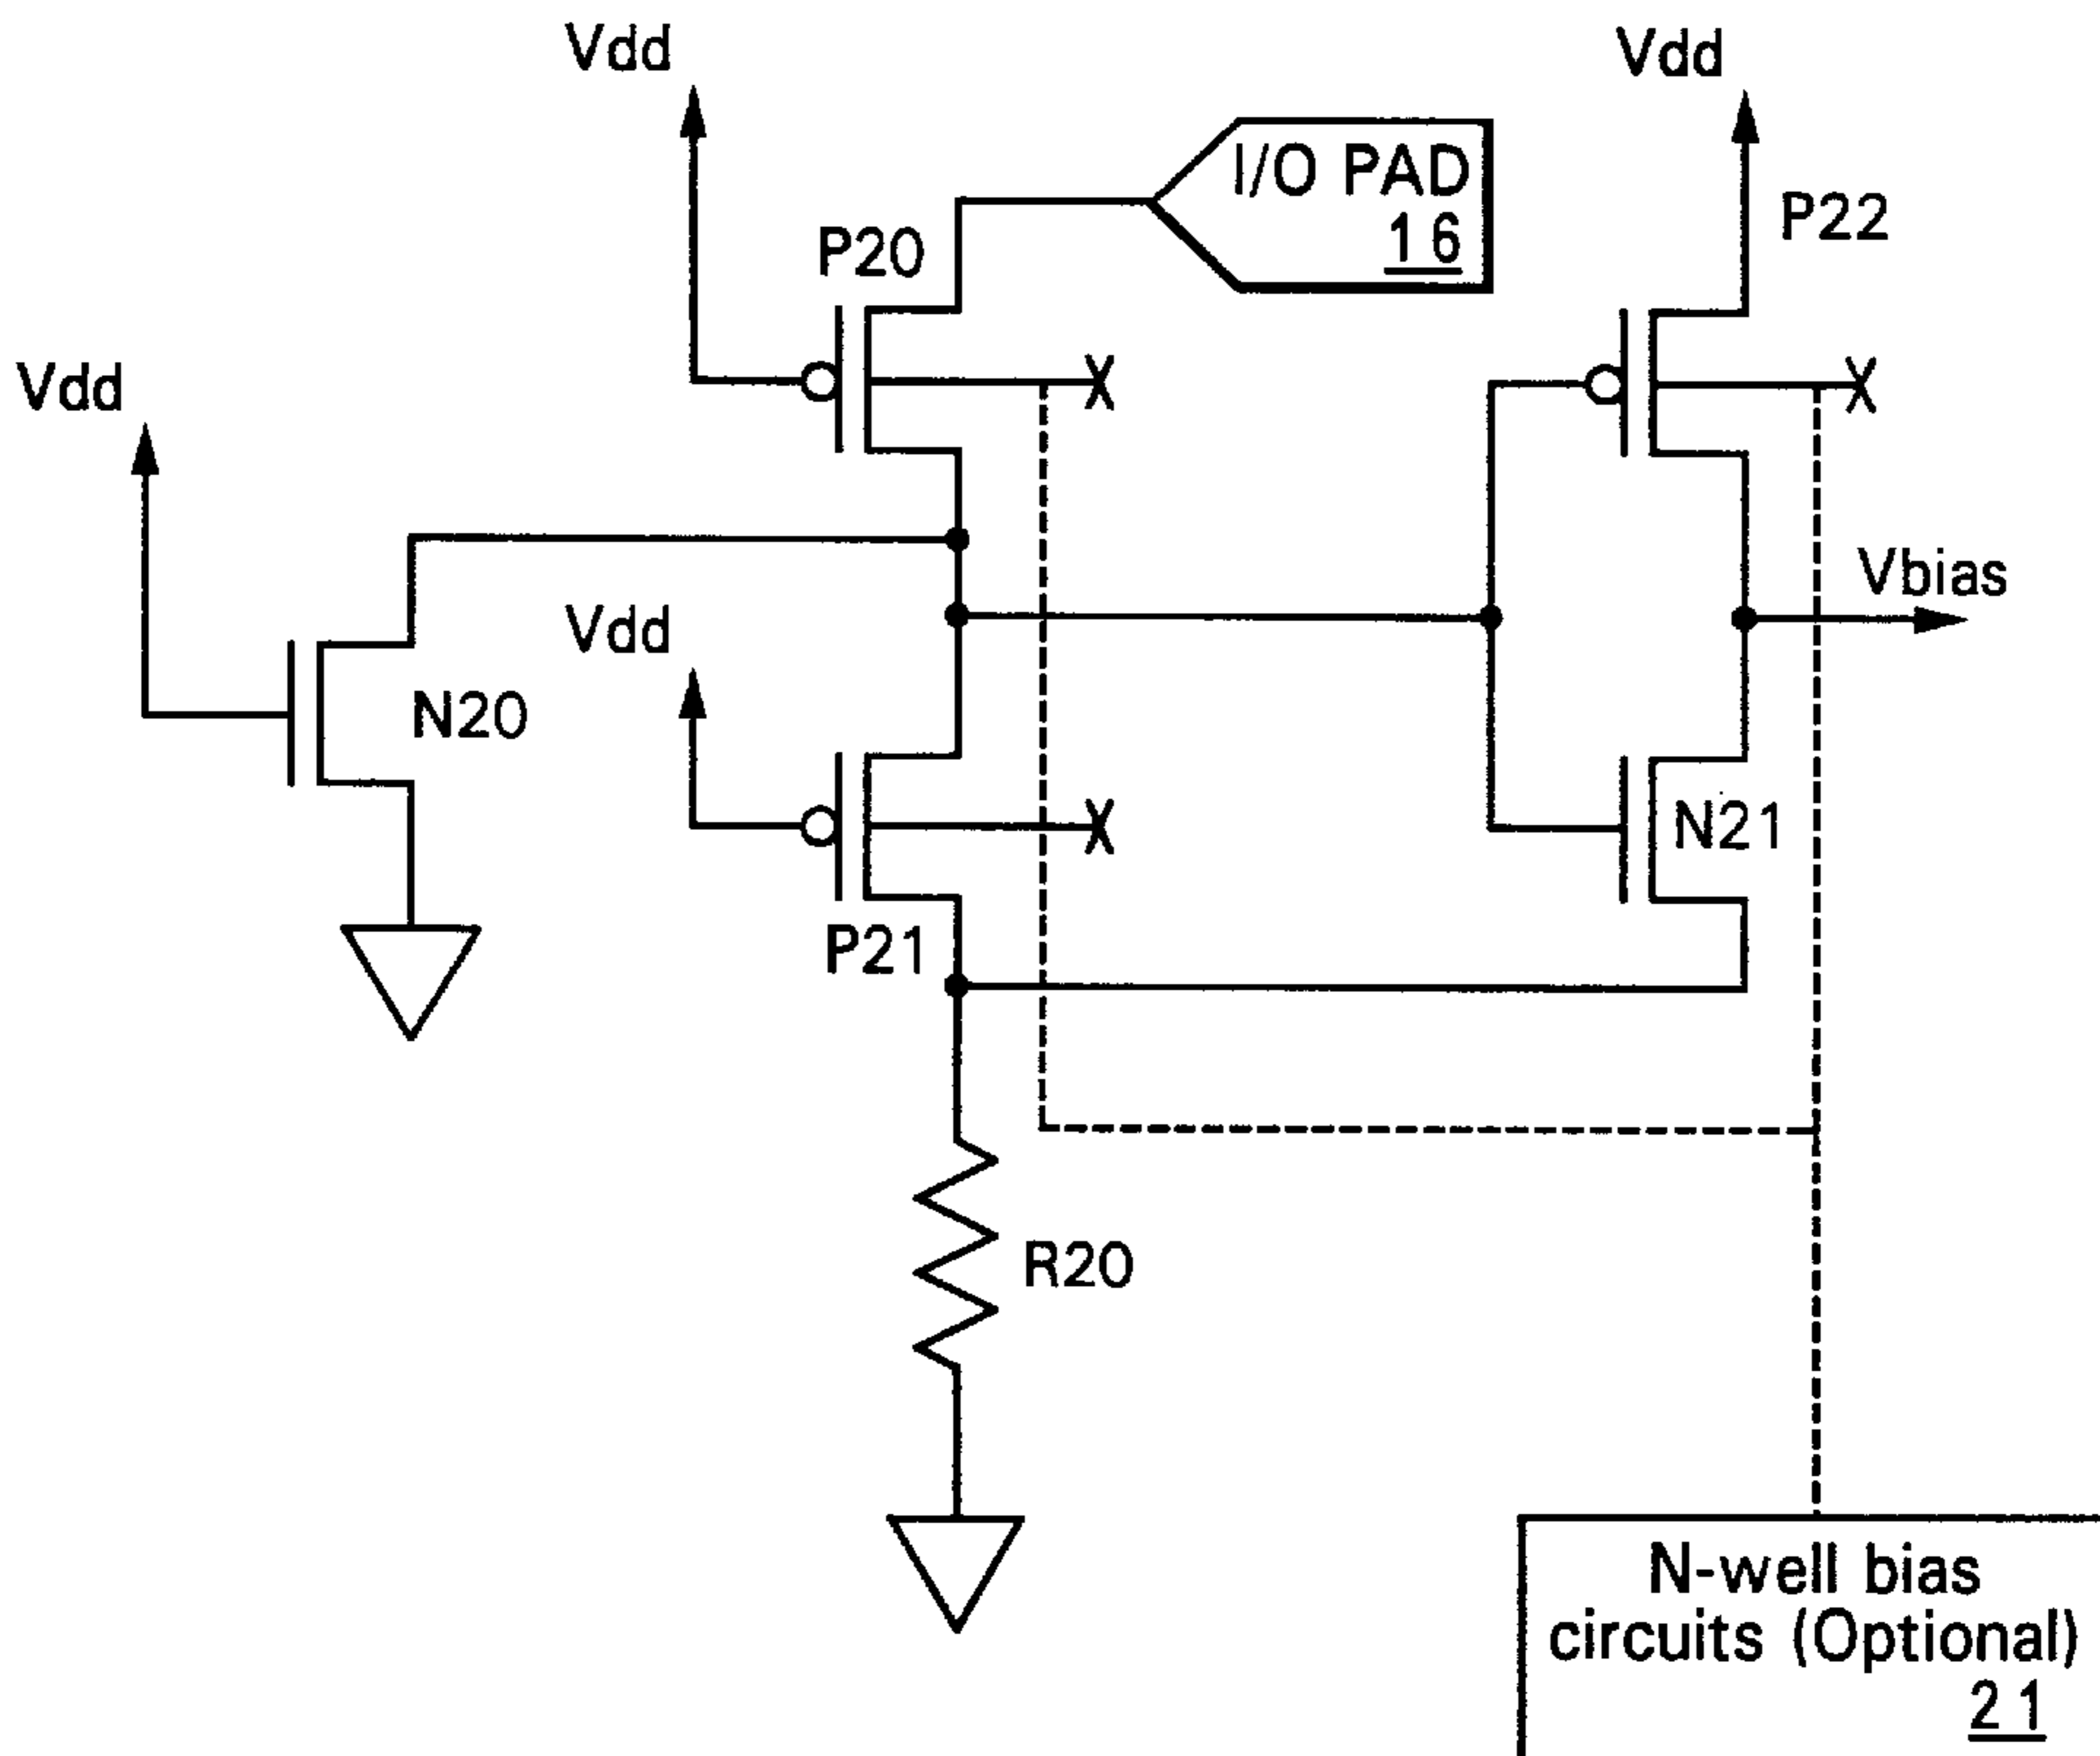 Vdd
Vdd
I/O PAD
16
P22
P20
Vdd
Vbias
Vdd
N20
N21
P21
R20
N-well bias
circuits (Optional)
21
X
X
X